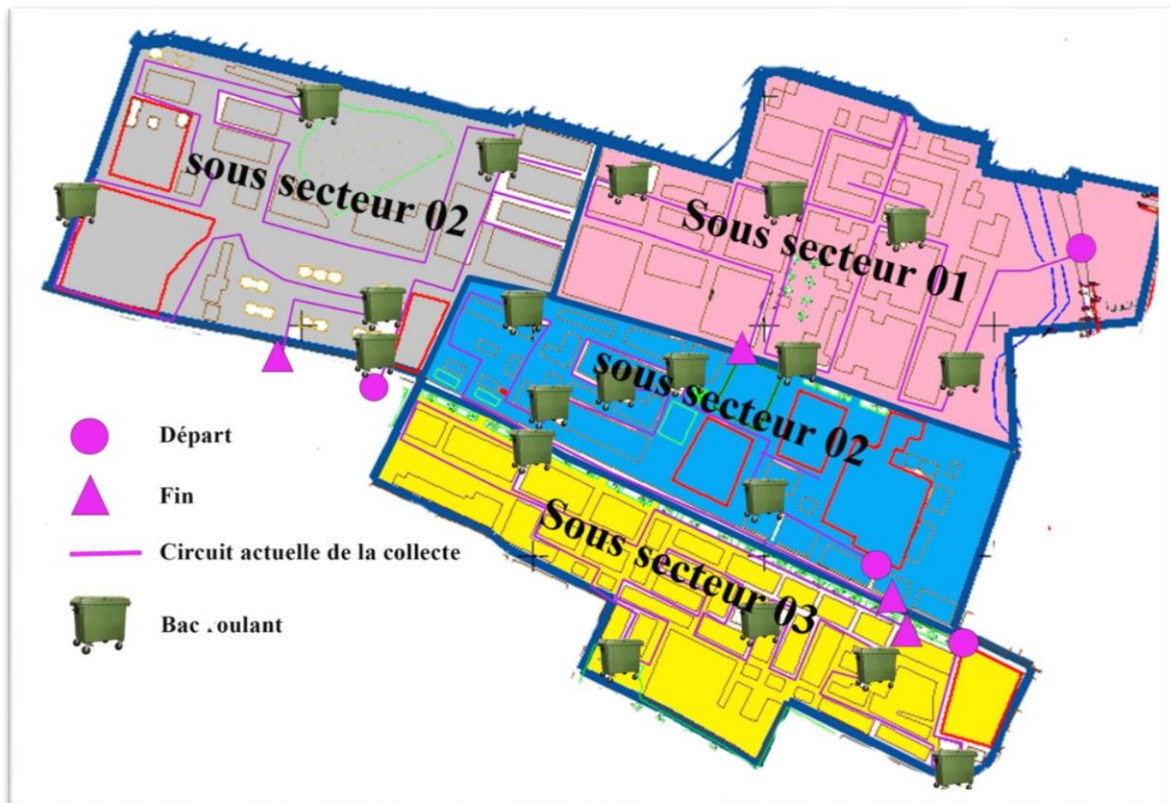 sous secteur 02
Sous secteur 01
sous secteur 02
Sous secteur 03
Départ
Fin
Circuit actuelle de la collecte
Bac .oulant